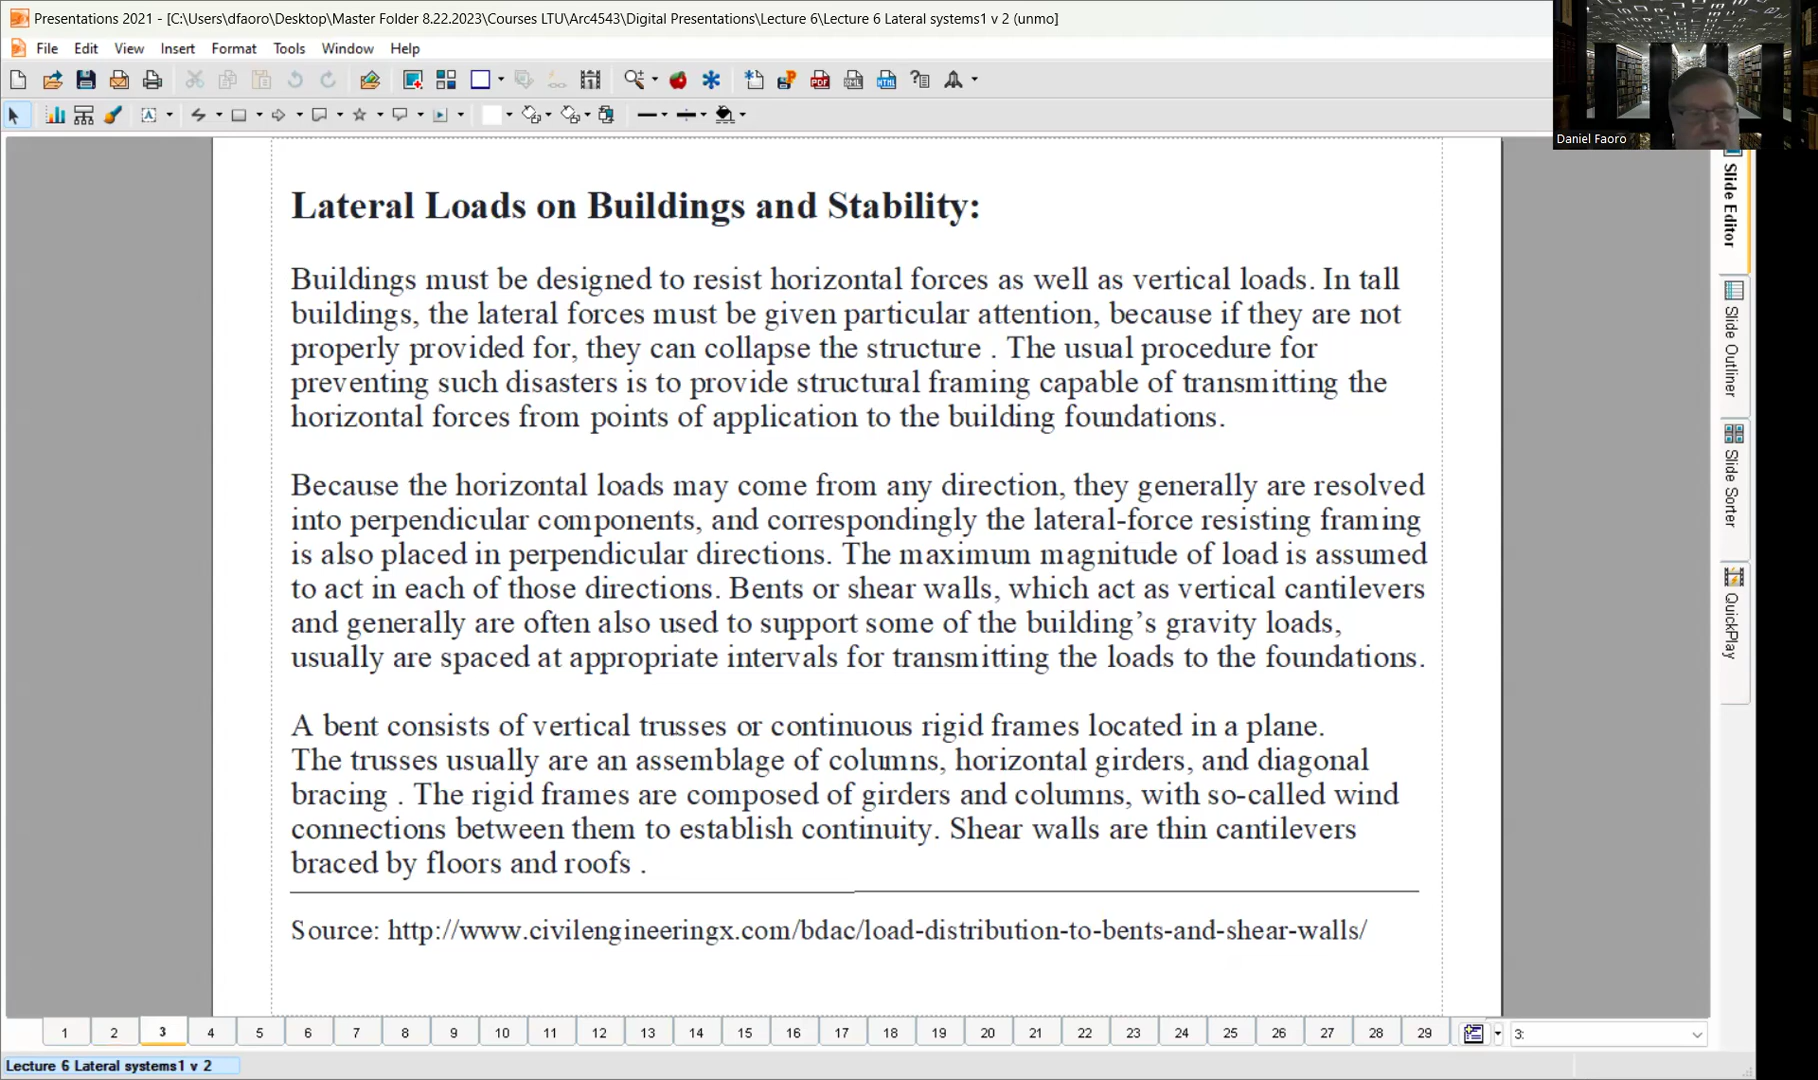 Presentations 2021 - [C:\Users\dfaoro\Desktop\Master Folder 8.22.2023\Courses LTU\Arc4543\Digital Presentations\Lecture 6\Lecture 6 Lateral systems1 v 2 (unmo)
File Edit View Insert Format Tools Window Help
Daniel Faoro
Lateral Loads on Buildings and Stability:
Buildings must be designed to resist horizontal forces as well as vertical loads. In tall
buildings, the lateral forces must be given particular attention, because if they are not
properly provided for, they can collapse the structure . The usual procedure for
preventing such disasters is to provide structural framing capable of transmitting the
horizontal forces from points of application to the building foundations.
Because the horizontal loads may come from any direction, they generally are resolved
into perpendicular components, and correspondingly the lateral-force resisting framing
is also placed in perpendicular directions. The maximum magnitude of load is assumed
to act in each of those directions. Bents or shear walls, which act as vertical cantilevers
and generally are often also used to support some of the building’s gravity loads,
usually are spaced at appropriate intervals for transmitting the loads to the foundations.
A bent consists of vertical trusses or continuous rigid frames located in a plane.
The trusses usually are an assemblage of columns, horizontal girders, and diagonal
bracing . The rigid frames are composed of girders and columns, with so-called wind
connections between them to establish continuity. Shear walls are thin cantilevers
braced by floors and roofs .
Source: http://www.civilengineeringx.com/bdac/load-distribution-to-bents-and-shear-walls/
Slide Editor
Slide Outliner
Slide Sorter
QuickPlay
1 2 3 4 5 6 7 8 9 10 11 12 13 14 15 16 17 18 19 20 21 22 23 24 25 26 27 28 29 3:
Lecture 6 Lateral systems1 v 2